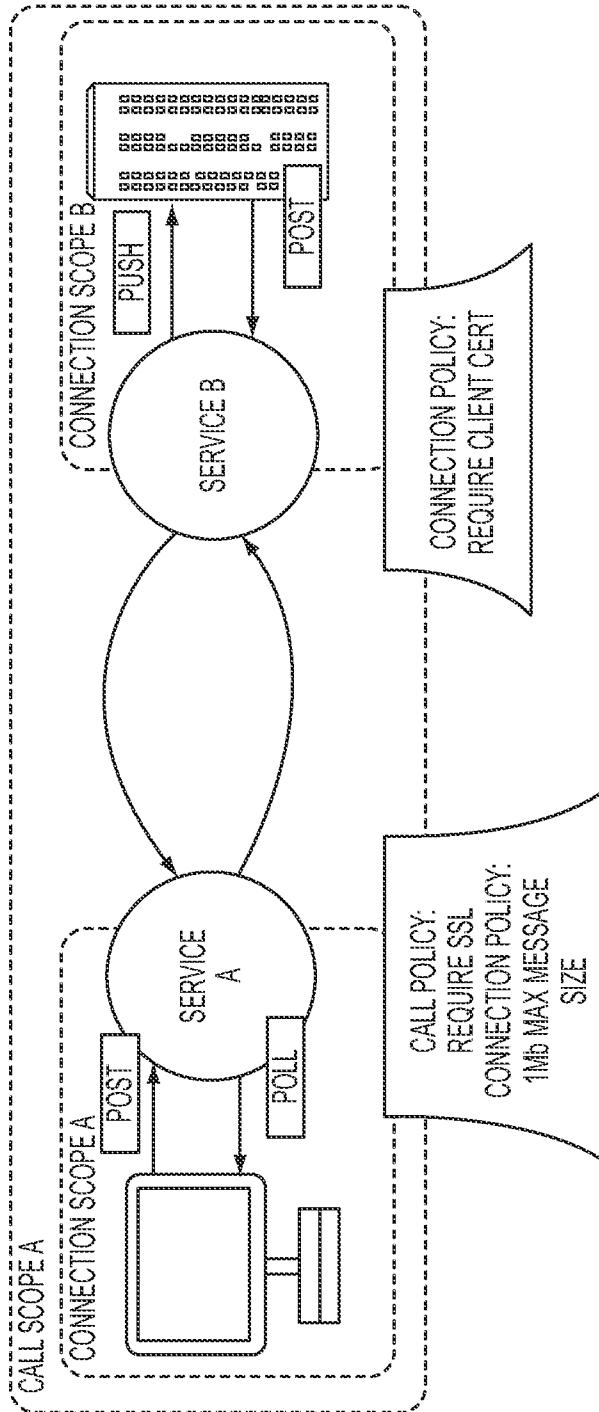 CALL SCOPE A
CONNECTION SCOPE A
POST
POLL
SERVICE
A
SERVICE B
CONNECTION SCOPE B
PUSH
POST
CALL POLICY:
REQUIRE SSL
CONNECTION POLICY:
1Mb MAX MESSAGE
SIZE
CONNECTION POLICY:
REQUIRE CLIENT CERT